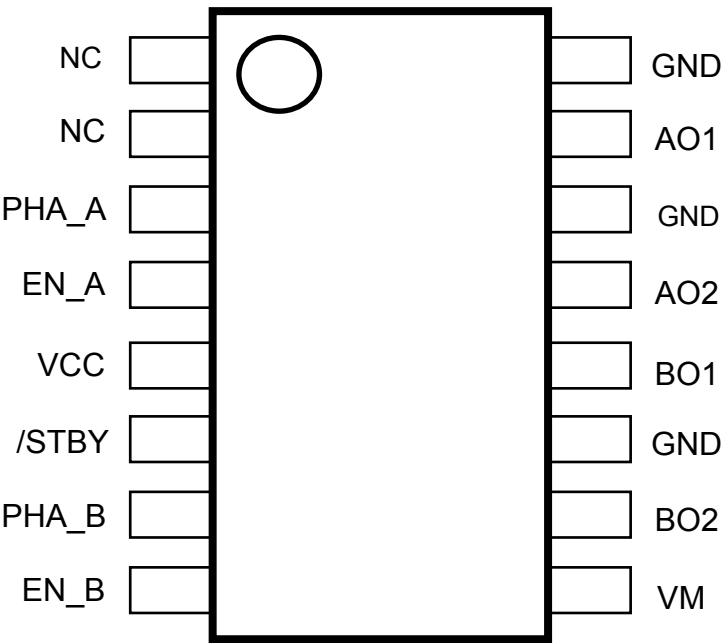 NC
NC
PHA_A
EN_A
VCC
/STBY
PHA_B
EN_B
GND
AO1
GND
AO2
BO1
GND
BO2
VM